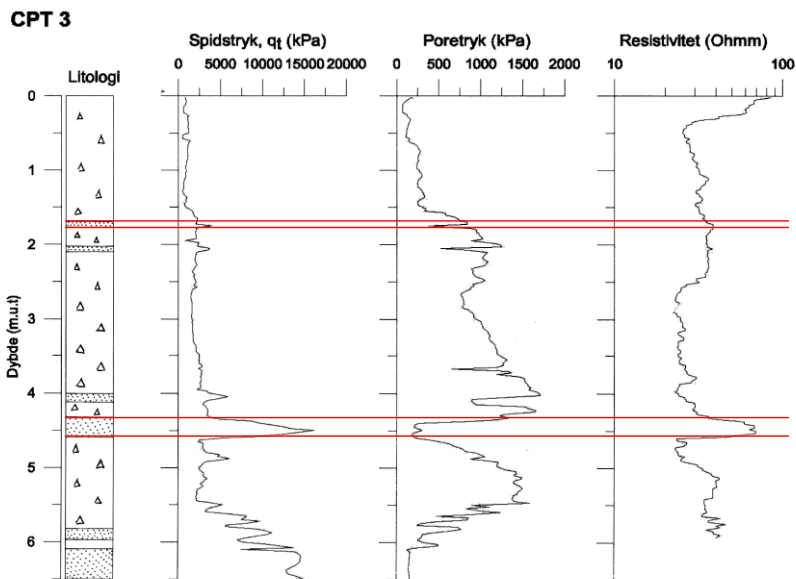 CPT 3
Litologi
Spidstryk, qt (kPa)
0 5000 10000 15000 20000
Poretryk (kPa)
0 500 1000 1500 2000
Resistivitet (Ohmm)
10 100
Dybde (m.u.t)
0
1
2
3
4
5
6